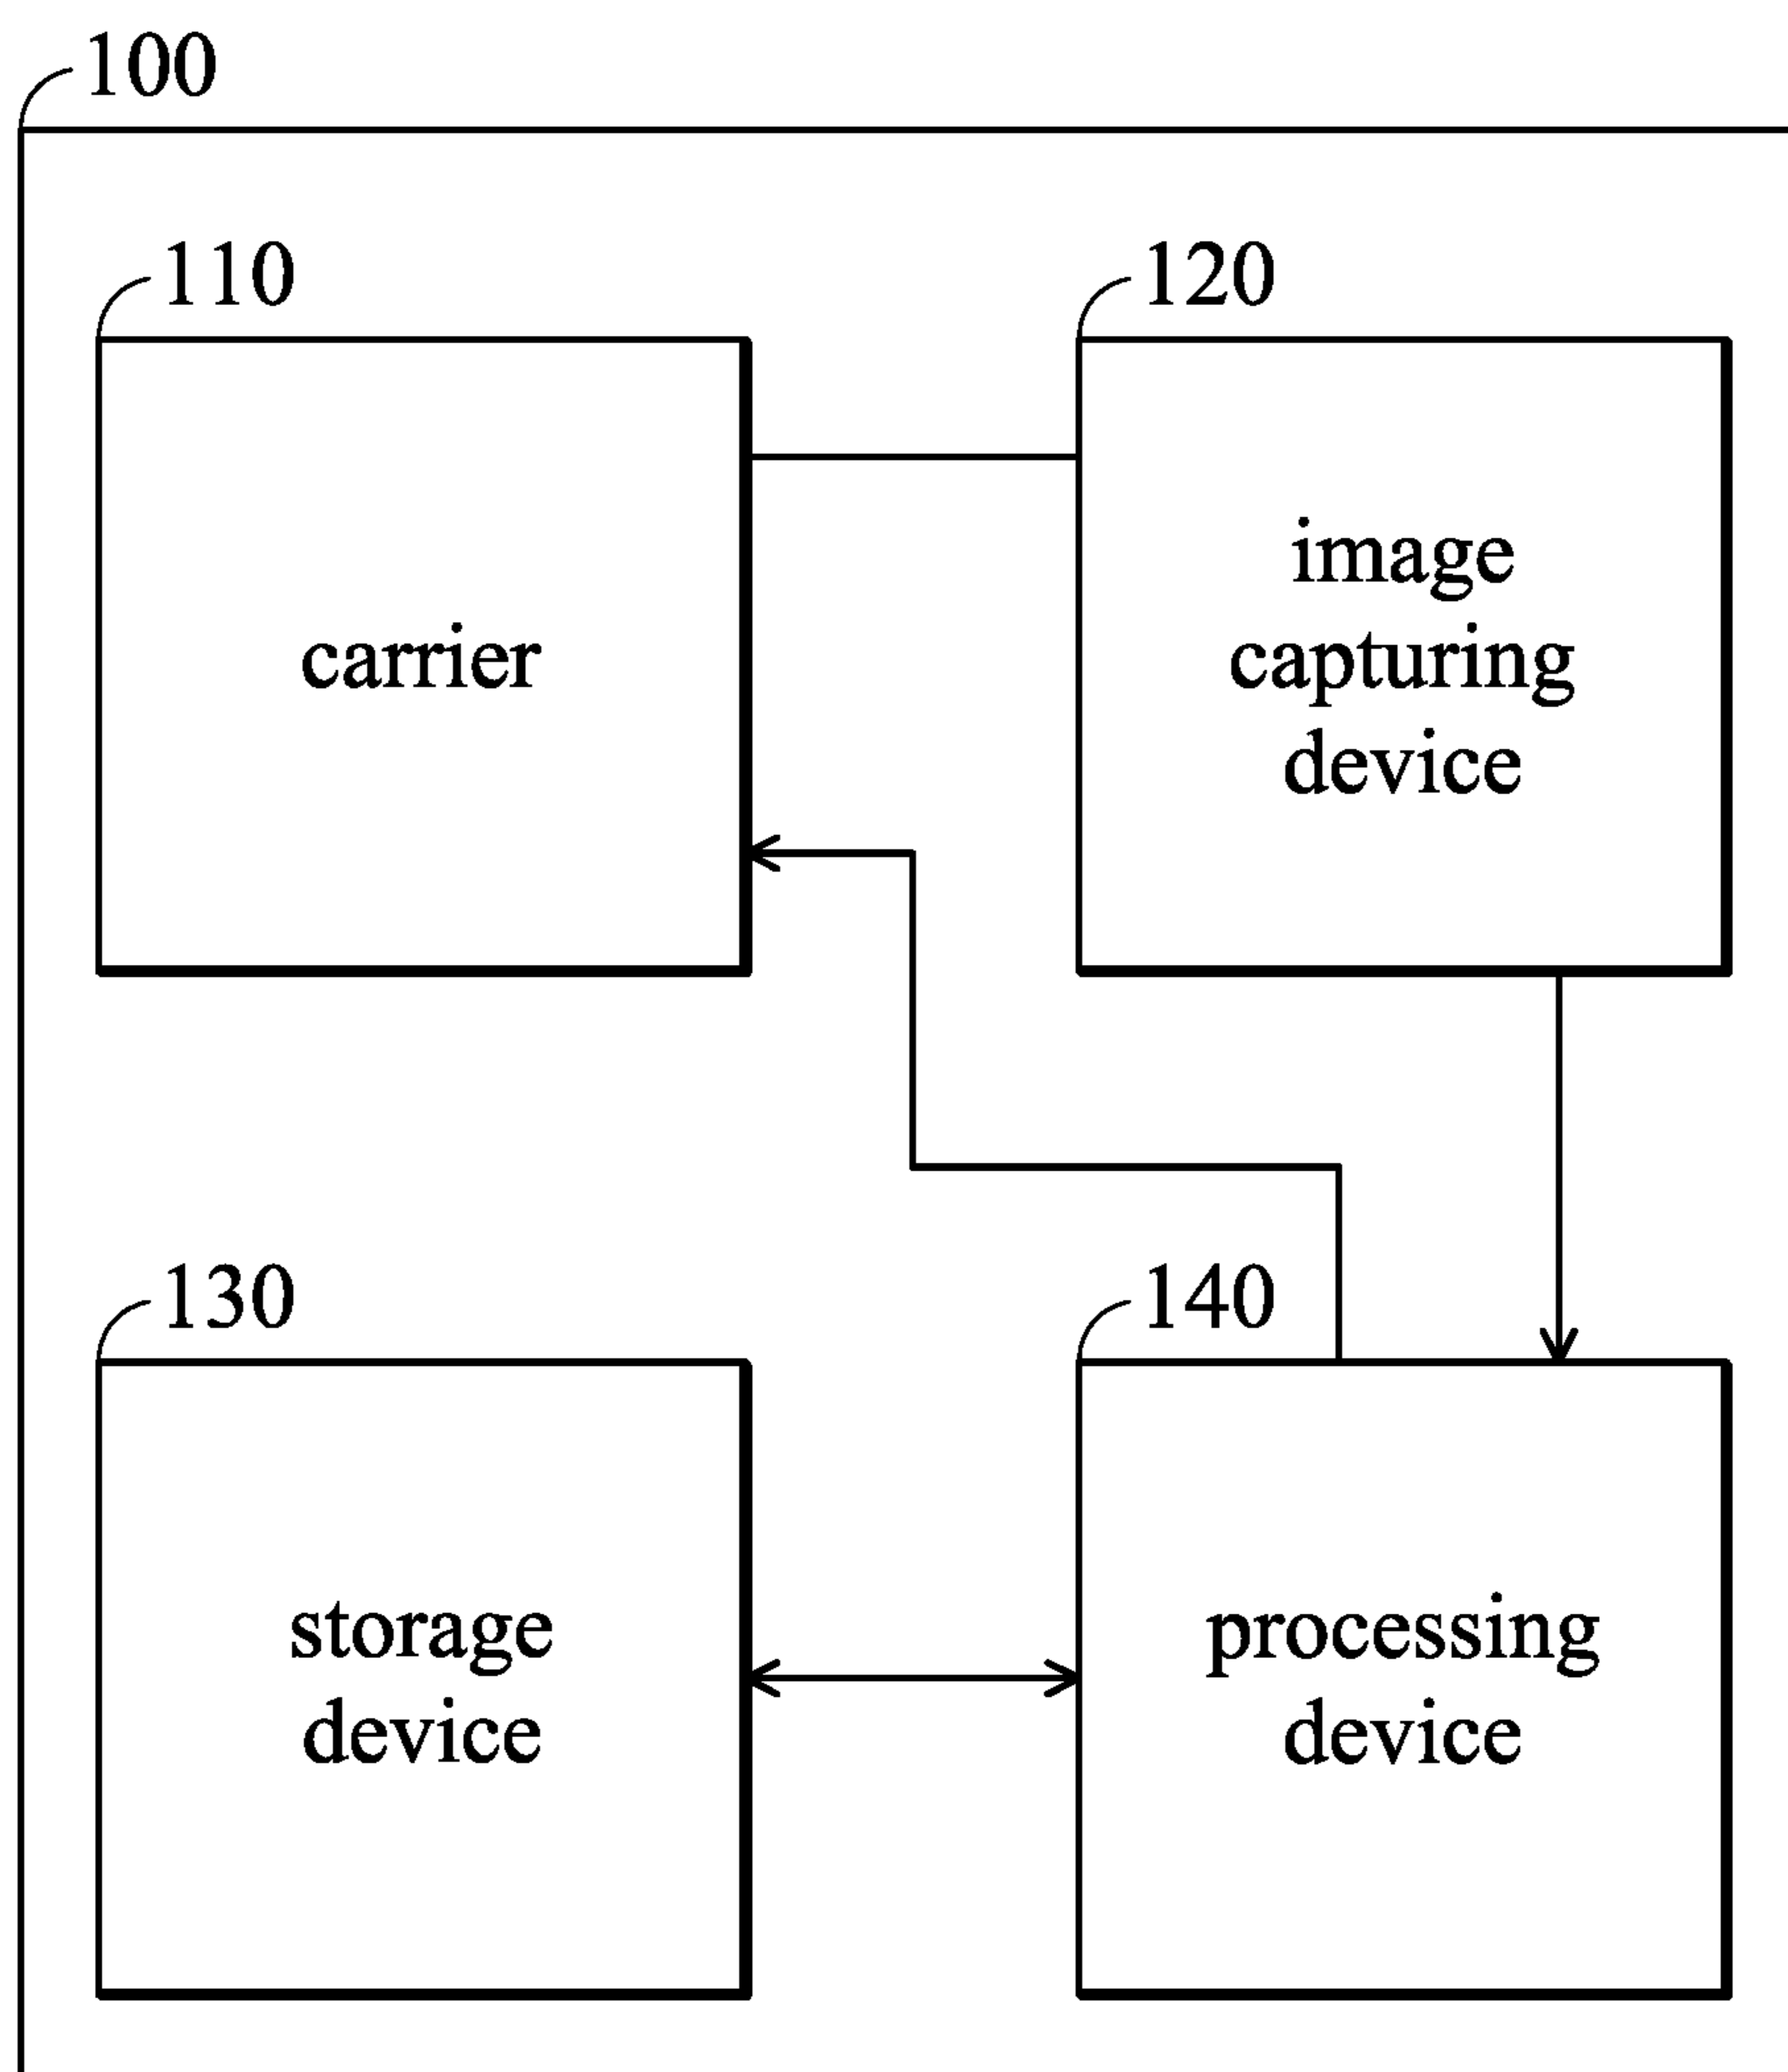 100
110
carrier
120
image
capturing
device
130
storage
device
140
processing
device